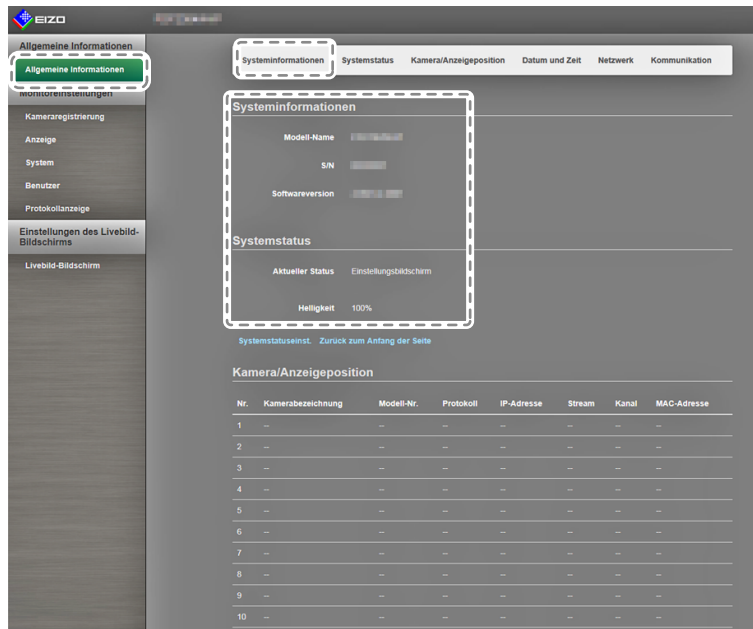 EIZO
Allgemeine Informationen
Allgemeine Informationen
Monitoreinstellungen
Kameraregistrierung
Anzeige
System
Benutzer
Protokollanzeige
Einstellungen des Livebild-
Bildschirms
Livebild-Bildschirm
Systeminformationen Systemstatus Kamera/Anzeigeposition Datum und Zeit Netzwerk Kommunikation
Systeminformationen
Modell-Name
S/N
Softwareversion
Systemstatus
Aktueller Status Einstellungsbildschirm
Helligkeit 100%
Systemstatuseinst. Zurück zum Anfang der Seite
Kamera/Anzeigeposition
Nr. Kamerabezeichnung Modell-Nr. Protokoll IP-Adresse Stream Kanal MAC-Adresse
1 -- -- -- -- -- -- --
2 -- -- -- -- -- -- --
3 -- -- -- -- -- -- --
4 -- -- -- -- -- -- --
5 -- -- -- -- -- -- --
6 -- -- -- -- -- -- --
7 -- -- -- -- -- -- --
8 -- -- -- -- -- -- --
9 -- -- -- -- -- -- --
10 -- -- -- -- -- -- --